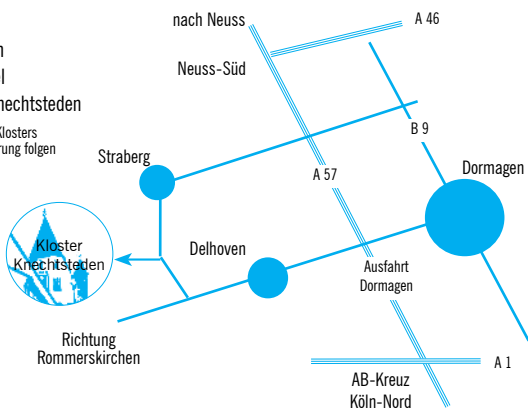 nach Neuss
A 46
Neuss-Süd
nechtsteden
Klosters
rung folgen
B 9
Straberg
A 57
Dormagen
Kloster
Knechtsteden
Delhoven
Ausfahrt
Dormagen
Richtung
Rommerskirchen
A 1
AB-Kreuz
Köln-Nord